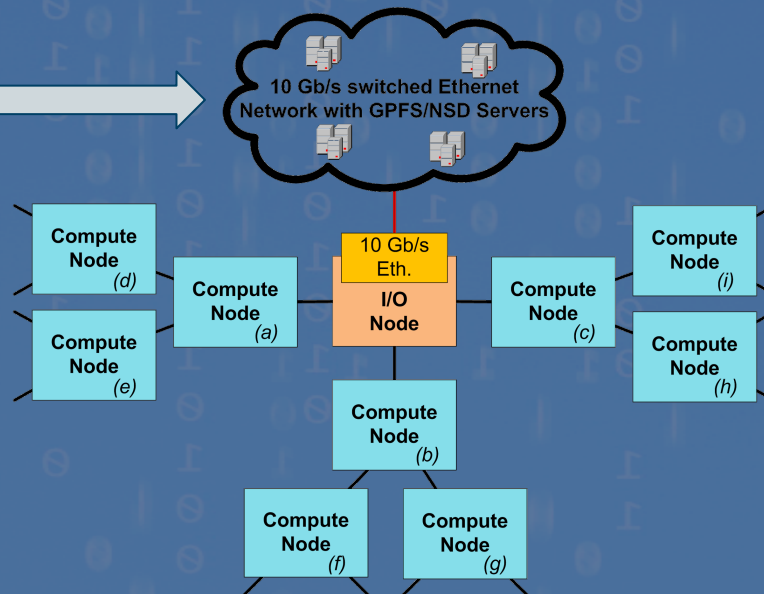 10 Gb/s switched Ethernet
Network with GPFS/NSD Servers
10 Gb/s
Eth.
I/O
Node
Compute
Node
(d)
Compute
Node
(a)
Compute
Node
(e)
Compute
Node
(c)
Compute
Node
(i)
Compute
Node
(h)
Compute
Node
(b)
Compute
Node
(f)
Compute
Node
(g)